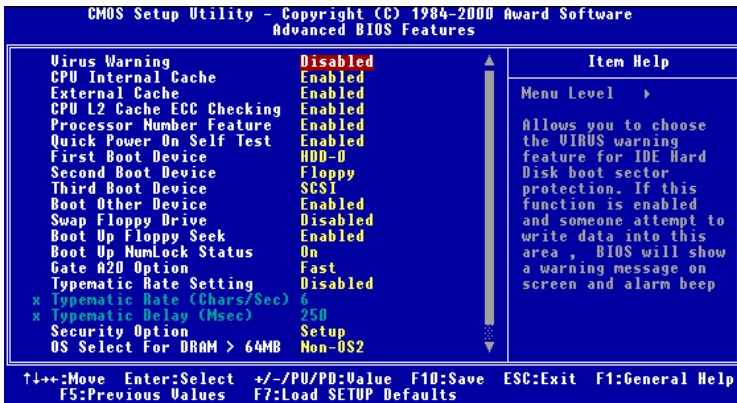 CMOS Setup Utility - Copyright (C) 1984-2000 Award Software
Advanced BIOS Features
Virus Warning Disabled
CPU Internal Cache Enabled
External Cache Enabled
CPU L2 Cache ECC Checking Enabled
Processor Number Feature Enabled
Quick Power On Self Test Enabled
First Boot Device HDD-0
Second Boot Device Floppy
Third Boot Device SCSI
Boot Other Device Enabled
Swap Floppy Drive Disabled
Boot Up Floppy Seek Enabled
Boot Up NumLock Status On
Gate A20 Option Fast
Typematic Rate Setting Disabled
x Typematic Rate (Chars/Sec) 6
x Typematic Delay (Msec) 250
Security Option Setup
OS Select For DRAM > 64MB Non-OS2
Item Help
Menu Level ▸
Allows you to choose
the VIRUS warning
feature for IDE Hard
Disk boot sector
protection. If this
function is enabled
and someone attempt to
write data into this
area , BIOS will show
a warning message on
screen and alarm beep
↑↓→←:Move Enter:Select +/-/PU/PD:Value F10:Save ESC:Exit F1:General Help
F5:Previous Values F7:Load SETUP Defaults